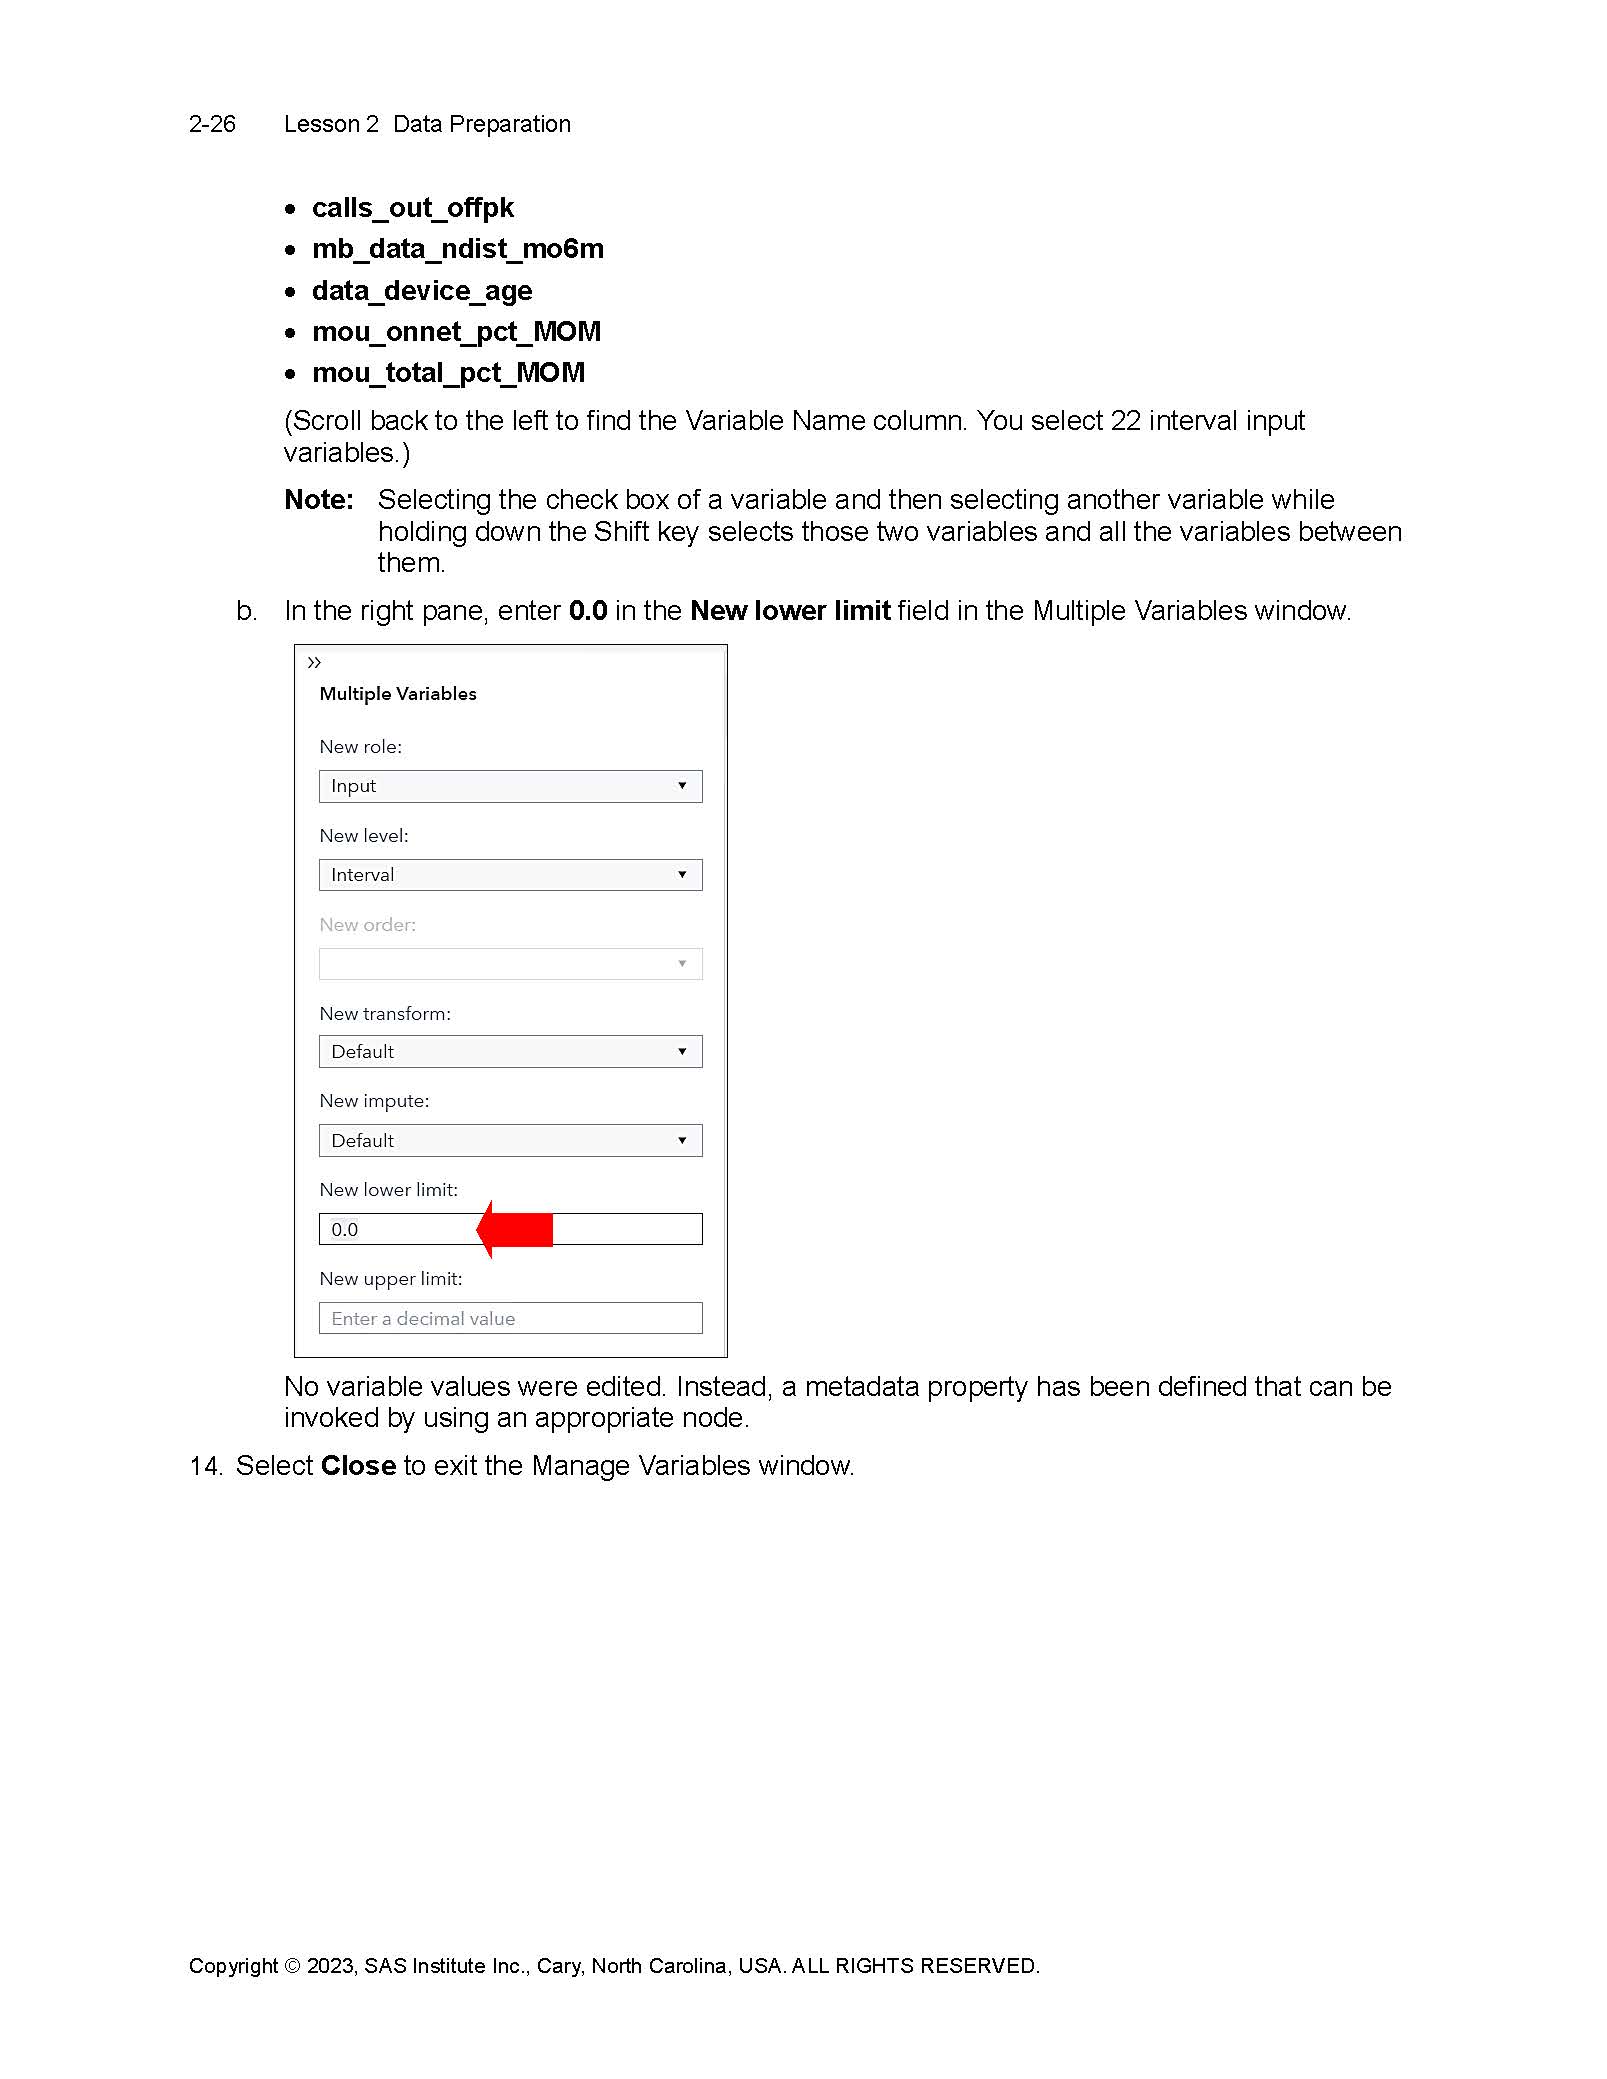 2-26 Lesson 2 Data Preparation
• calls_out_offpk
• mb_data_ndist_mo6m
• data_device_age
• mou_onnet_pct_MOM
• mou_total_pct_MOM
(Scroll back to the left to find the Variable Name column. You select 22 interval input
variables.)
Note: Selecting the check box of a variable and then selecting another variable while
holding down the Shift key selects those two variables and all the variables between
them.
b. In the right pane, enter 0.0 in the New lower limit field in the Multiple Variables window.
»
Multiple Variables
New role:
Input
New level:
Interval
New order:
New transform:
Default
New impute:
Default
New lower limit:
0.0
New upper limit:
Enter a decimal value
No variable values were edited. Instead, a metadata property has been defined that can be
invoked by using an appropriate node.
14. Select Close to exit the Manage Variables window.
Copyright © 2023, SAS Institute Inc., Cary, North Carolina, USA. ALL RIGHTS RESERVED.